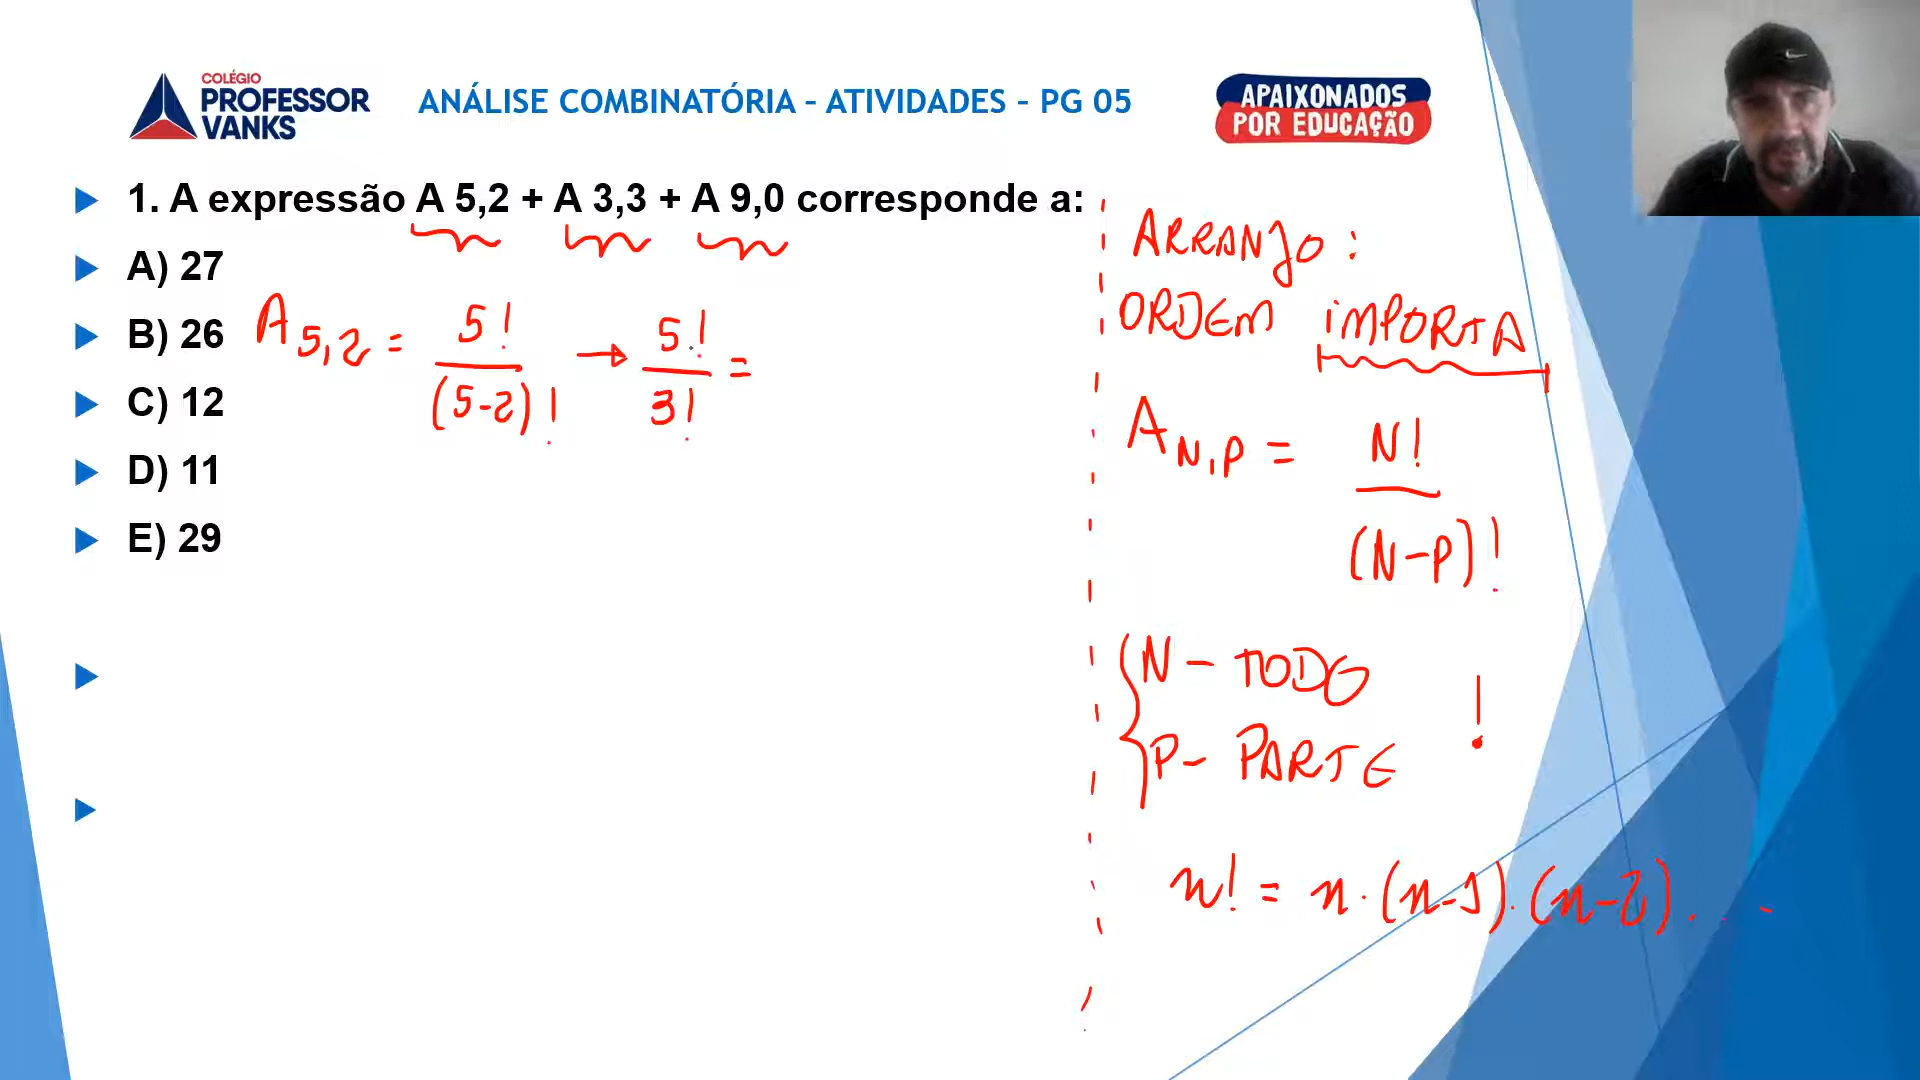 COLÉGIO
PROFESSOR
VANKS
ANÁLISE COMBINATÓRIA – ATIVIDADES – PG 05
APAIXONADOS
POR EDUCAÇÃO
1. A expressão A 5,2 + A 3,3 + A 9,0 corresponde a:
A) 27
B) 26
C) 12
D) 11
E) 29
A5,2 = 5!/(5-2)! → 5!/3! =
ARRANJO:
ORDEM IMPORTA
AN,P = N!/(N-P)!
N - TODO
P - PARTE
!
n! = n.(n-1).(n-2). . . -